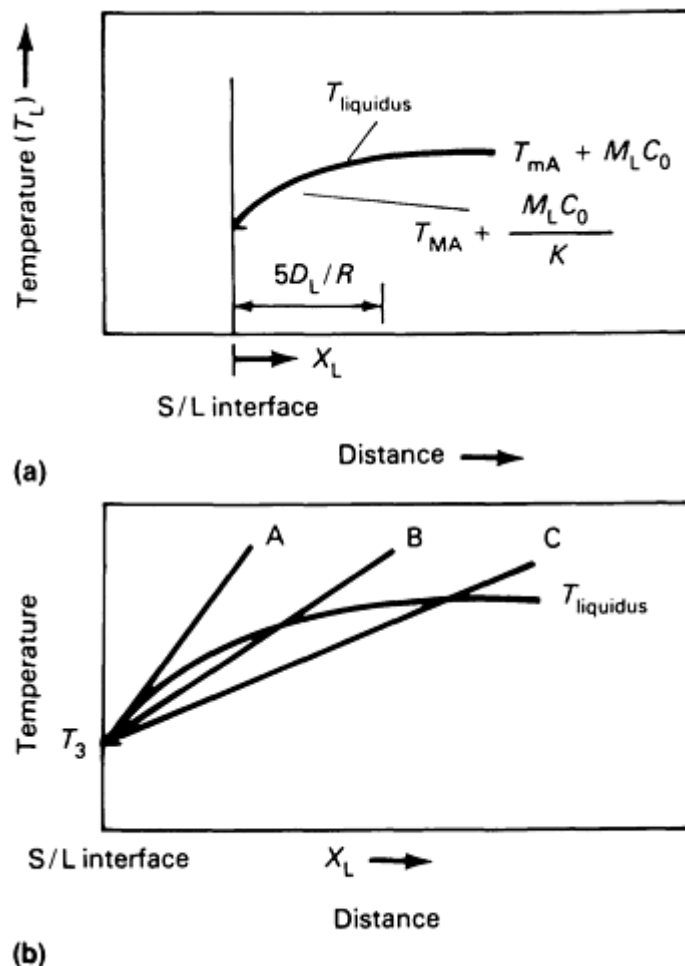 Temperature (T_L)
T_liquidus
T_mA + M_L C_0
T_MA + M_L C_0 / K
5D_L/R
X_L
S/L interface
Distance
(a)
A B C
T_liquidus
Temperature
T_3
S/L interface X_L
Distance
(b)